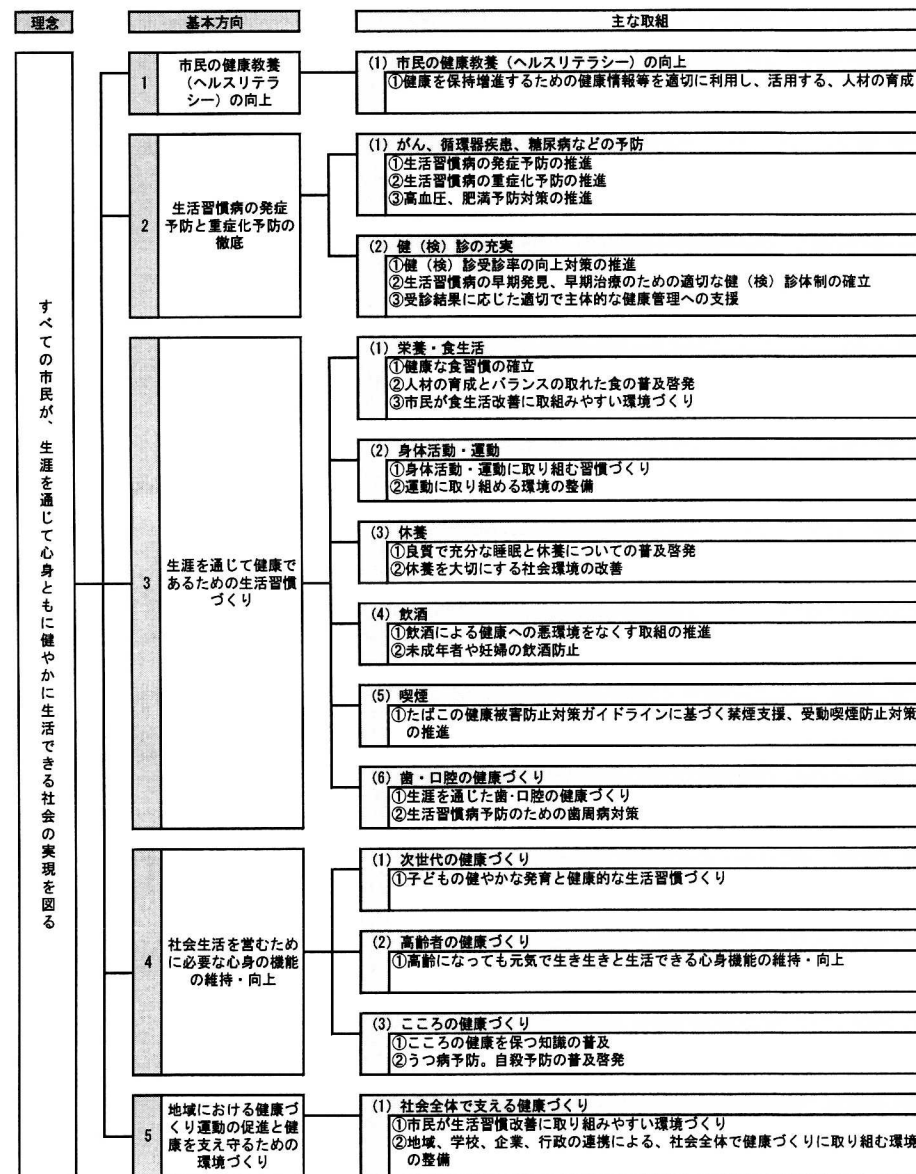 理念
基本方向
主な取組
すべての市民が、生涯を通じて心身ともに健やかに生活できる社会の実現を図る
1
市民の健康教養
（ヘルスリテラ
シー）の向上
(1) 市民の健康教養（ヘルスリテラシー）の向上
①健康を保持増進するための健康情報等を適切に利用し、活用する、人材の育成
2
生活習慣病の発症
予防と重症化予防の
徹底
(1) がん、循環器疾患、糖尿病などの予防
①生活習慣病の発症予防の推進
②生活習慣病の重症化予防の推進
③高血圧、肥満予防対策の推進
(2) 健（検）診の充実
①健（検）診受診率の向上対策の推進
②生活習慣病の早期発見、早期治療のための適切な健（検）診体制の確立
③受診結果に応じた適切で主体的な健康管理への支援
3
生涯を通じて健康で
あるための生活習慣
づくり
(1) 栄養・食生活
①健康な食習慣の確立
②人材の育成とバランスの取れた食の普及啓発
③市民が食生活改善に取組みやすい環境づくり
(2) 身体活動・運動
①身体活動・運動に取り組む習慣づくり
②運動に取り組める環境の整備
(3) 休養
①良質で充分な睡眠と休養についての普及啓発
②休養を大切にする社会環境の改善
(4) 飲酒
①飲酒による健康への悪環境をなくす取組の推進
②未成年者や妊婦の飲酒防止
(5) 喫煙
①たばこの健康被害防止対策ガイドラインに基づく禁煙支援、受動喫煙防止対策
の推進
(6) 歯・口腔の健康づくり
①生涯を通じた歯・口腔の健康づくり
②生活習慣病予防のための歯周病対策
4
社会生活を営むため
に必要な心身の機能
の維持・向上
(1) 次世代の健康づくり
①子どもの健やかな発育と健康的な生活習慣づくり
(2) 高齢者の健康づくり
①高齢になっても元気で生き生きと生活できる心身機能の維持・向上
(3) こころの健康づくり
①こころの健康を保つ知識の普及
②うつ病予防。自殺予防の普及啓発
5
地域における健康づ
くり運動の促進と健
康を支え守るための
環境づくり
(1) 社会全体で支える健康づくり
①市民が生活習慣改善に取り組みやすい環境づくり
②地域、学校、企業、行政の連携による、社会全体で健康づくりに取り組む環境
の整備